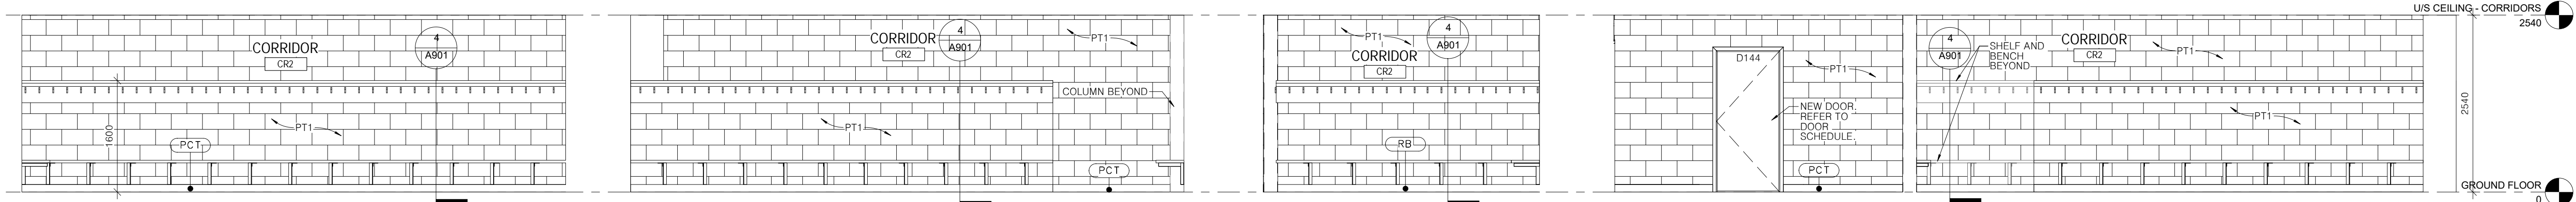 CORRIDOR
CR2
4
A901
1600
PT1
PCT
CORRIDOR
CR2
4
A901
PT1
COLUMN BEYOND
PT1
PCT
PT1
4
A901
CORRIDOR
CR2
RB
D144
PT1
NEW DOOR.
REFER TO
DOOR
SCHEDULE.
PCT
4
A901
SHELF AND
BENCH
BEYOND
CORRIDOR
CR2
PT1
PT1
2540
U/S CEILING - CORRIDORS
2540
GROUND FLOOR
0